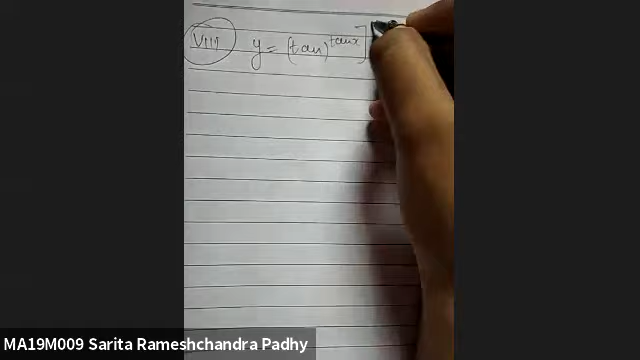 VIII y = (tan)^tanx]
MA19M009 Sarita Rameshchandra Padhy